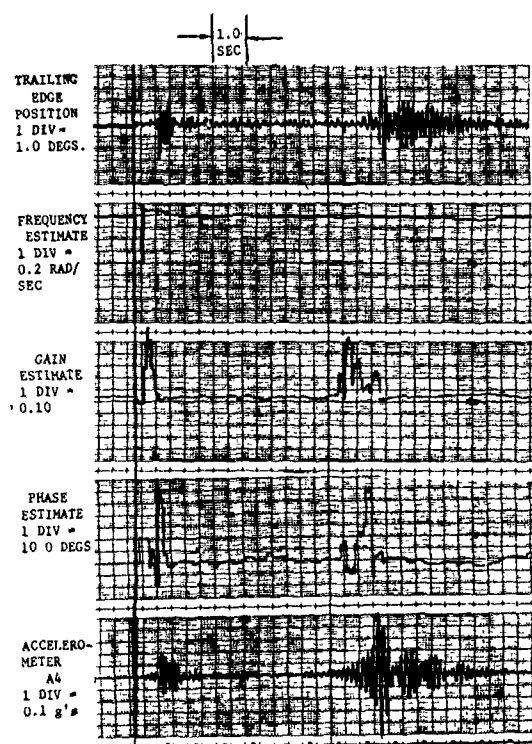 1.0
SEC
TRAILING
EDGE
POSITION
1 DIV =
1.0 DEGS.
FREQUENCY
ESTIMATE
1 DIV =
0.2 RAD/
SEC
GAIN
ESTIMATE
1 DIV =
0.10
PHASE
ESTIMATE
1 DIV =
10 0 DEGS
ACCELERO-
METER
A4
1 DIV =
0.1 g's